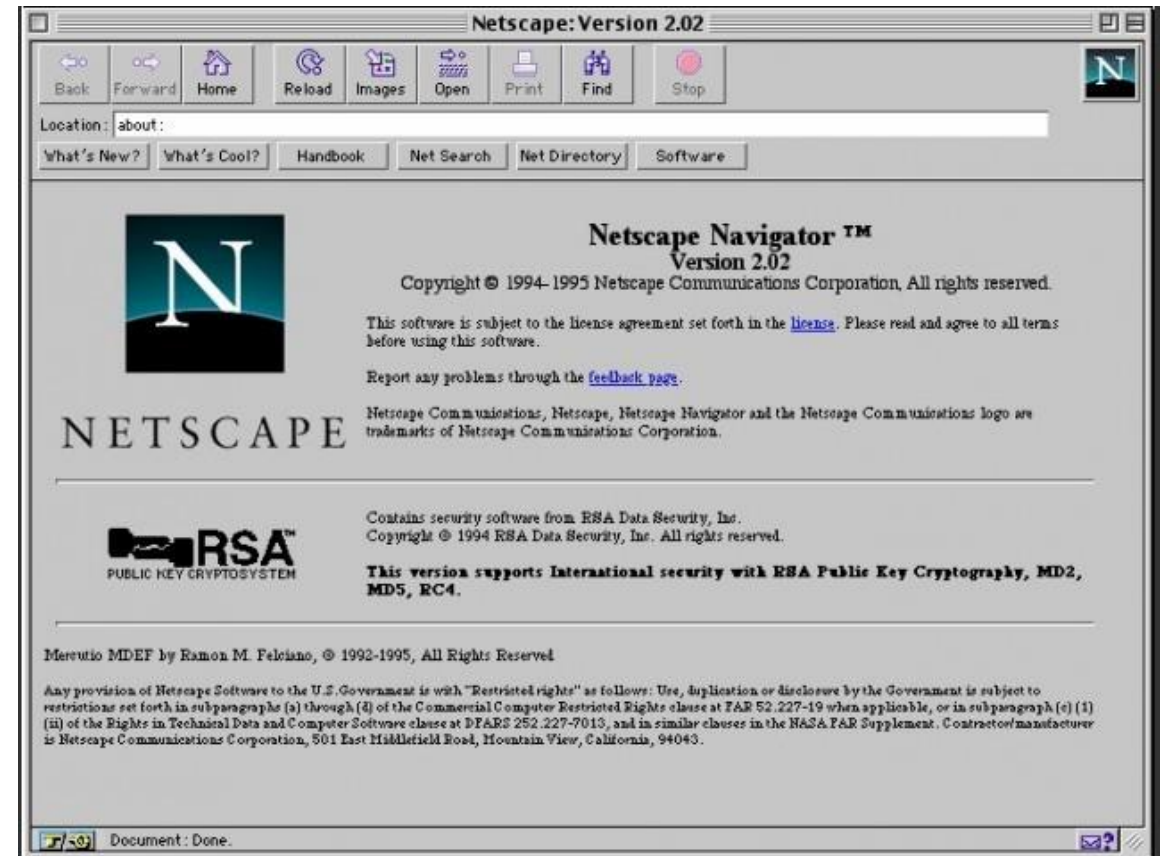 Netscape: Version 2.02
Back Forward Home Reload Images Open Print Find Stop
N
Location: about:
What's New? What's Cool? Handbook Net Search Net Directory Software
N
NETSCAPE
Netscape Navigator ™
Version 2.02
Copyright © 1994-1995 Netscape Communications Corporation, All rights reserved.
This software is subject to the license agreement set forth in the license. Please read and agree to all terms
before using this software.
Report any problems through the feedback page.
Netscape Communications, Netscape, Netscape Navigator and the Netscape Communications logo are
trademarks of Netscape Communications Corporation.
RSA™
PUBLIC KEY CRYPTOSYSTEM
Contains security software from RSA Data Security, Inc.
Copyright © 1994 RSA Data Security, Inc. All rights reserved.
This version supports International security with RSA Public Key Cryptography, MD2,
MD5, RC4.
Mercutio MDEF by Ramon M. Felciano, © 1992-1995, All Rights Reserved
Any provision of Netscape Software to the U.S.Government is with "Restricted rights" as follows: Use, duplication or disclosure by the Government is subject to
restrictions set forth in subparagraphs (a) through (d) of the Commercial Computer Restricted Rights clause at FAR 52.227-19 when applicable, or in subparagraph (c) (1)
(ii) of the Rights in Technical Data and Computer Software clause at DFARS 252.227-7013, and in similar clauses in the NASA FAR Supplement. Contractor/manufacturer
is Netscape Communications Corporation, 501 East Middlefield Road, Mountain View, California, 94043.
Document: Done.
?